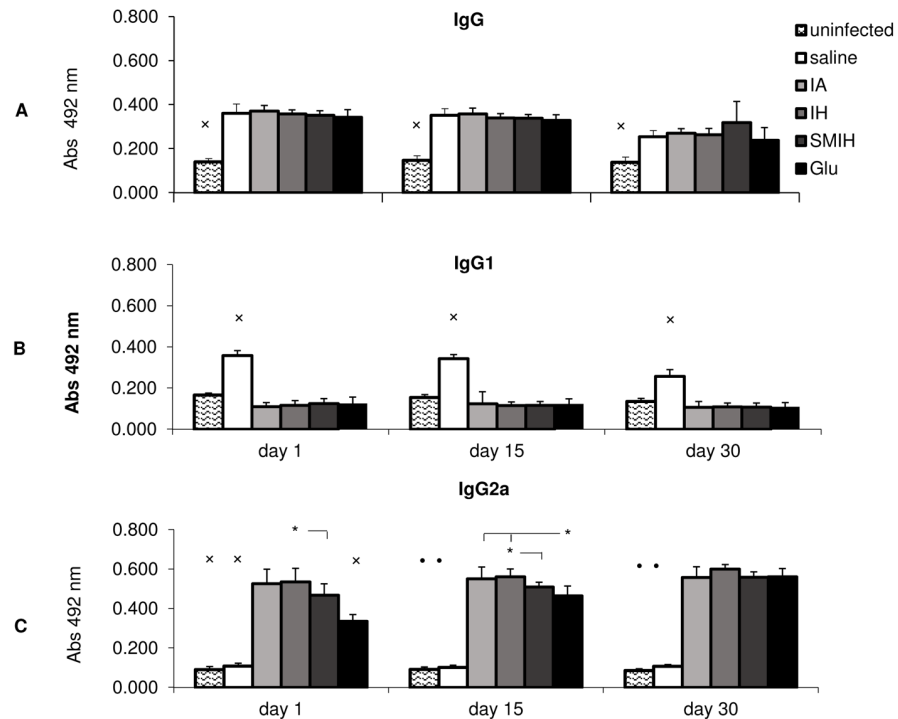 IgG
A
Abs 492 nm
0.800
0.600
0.400
0.200
0.000
×
×
×
uninfected
saline
IA
IH
SMIH
Glu
IgG1
B
Abs 492 nm
0.800
0.600
0.400
0.200
0.000
×
×
×
day 1
day 15
day 30
IgG2a
C
Abs 492 nm
0.800
0.600
0.400
0.200
0.000
* *
*
× × × • • • •
day 1
day 15
day 30